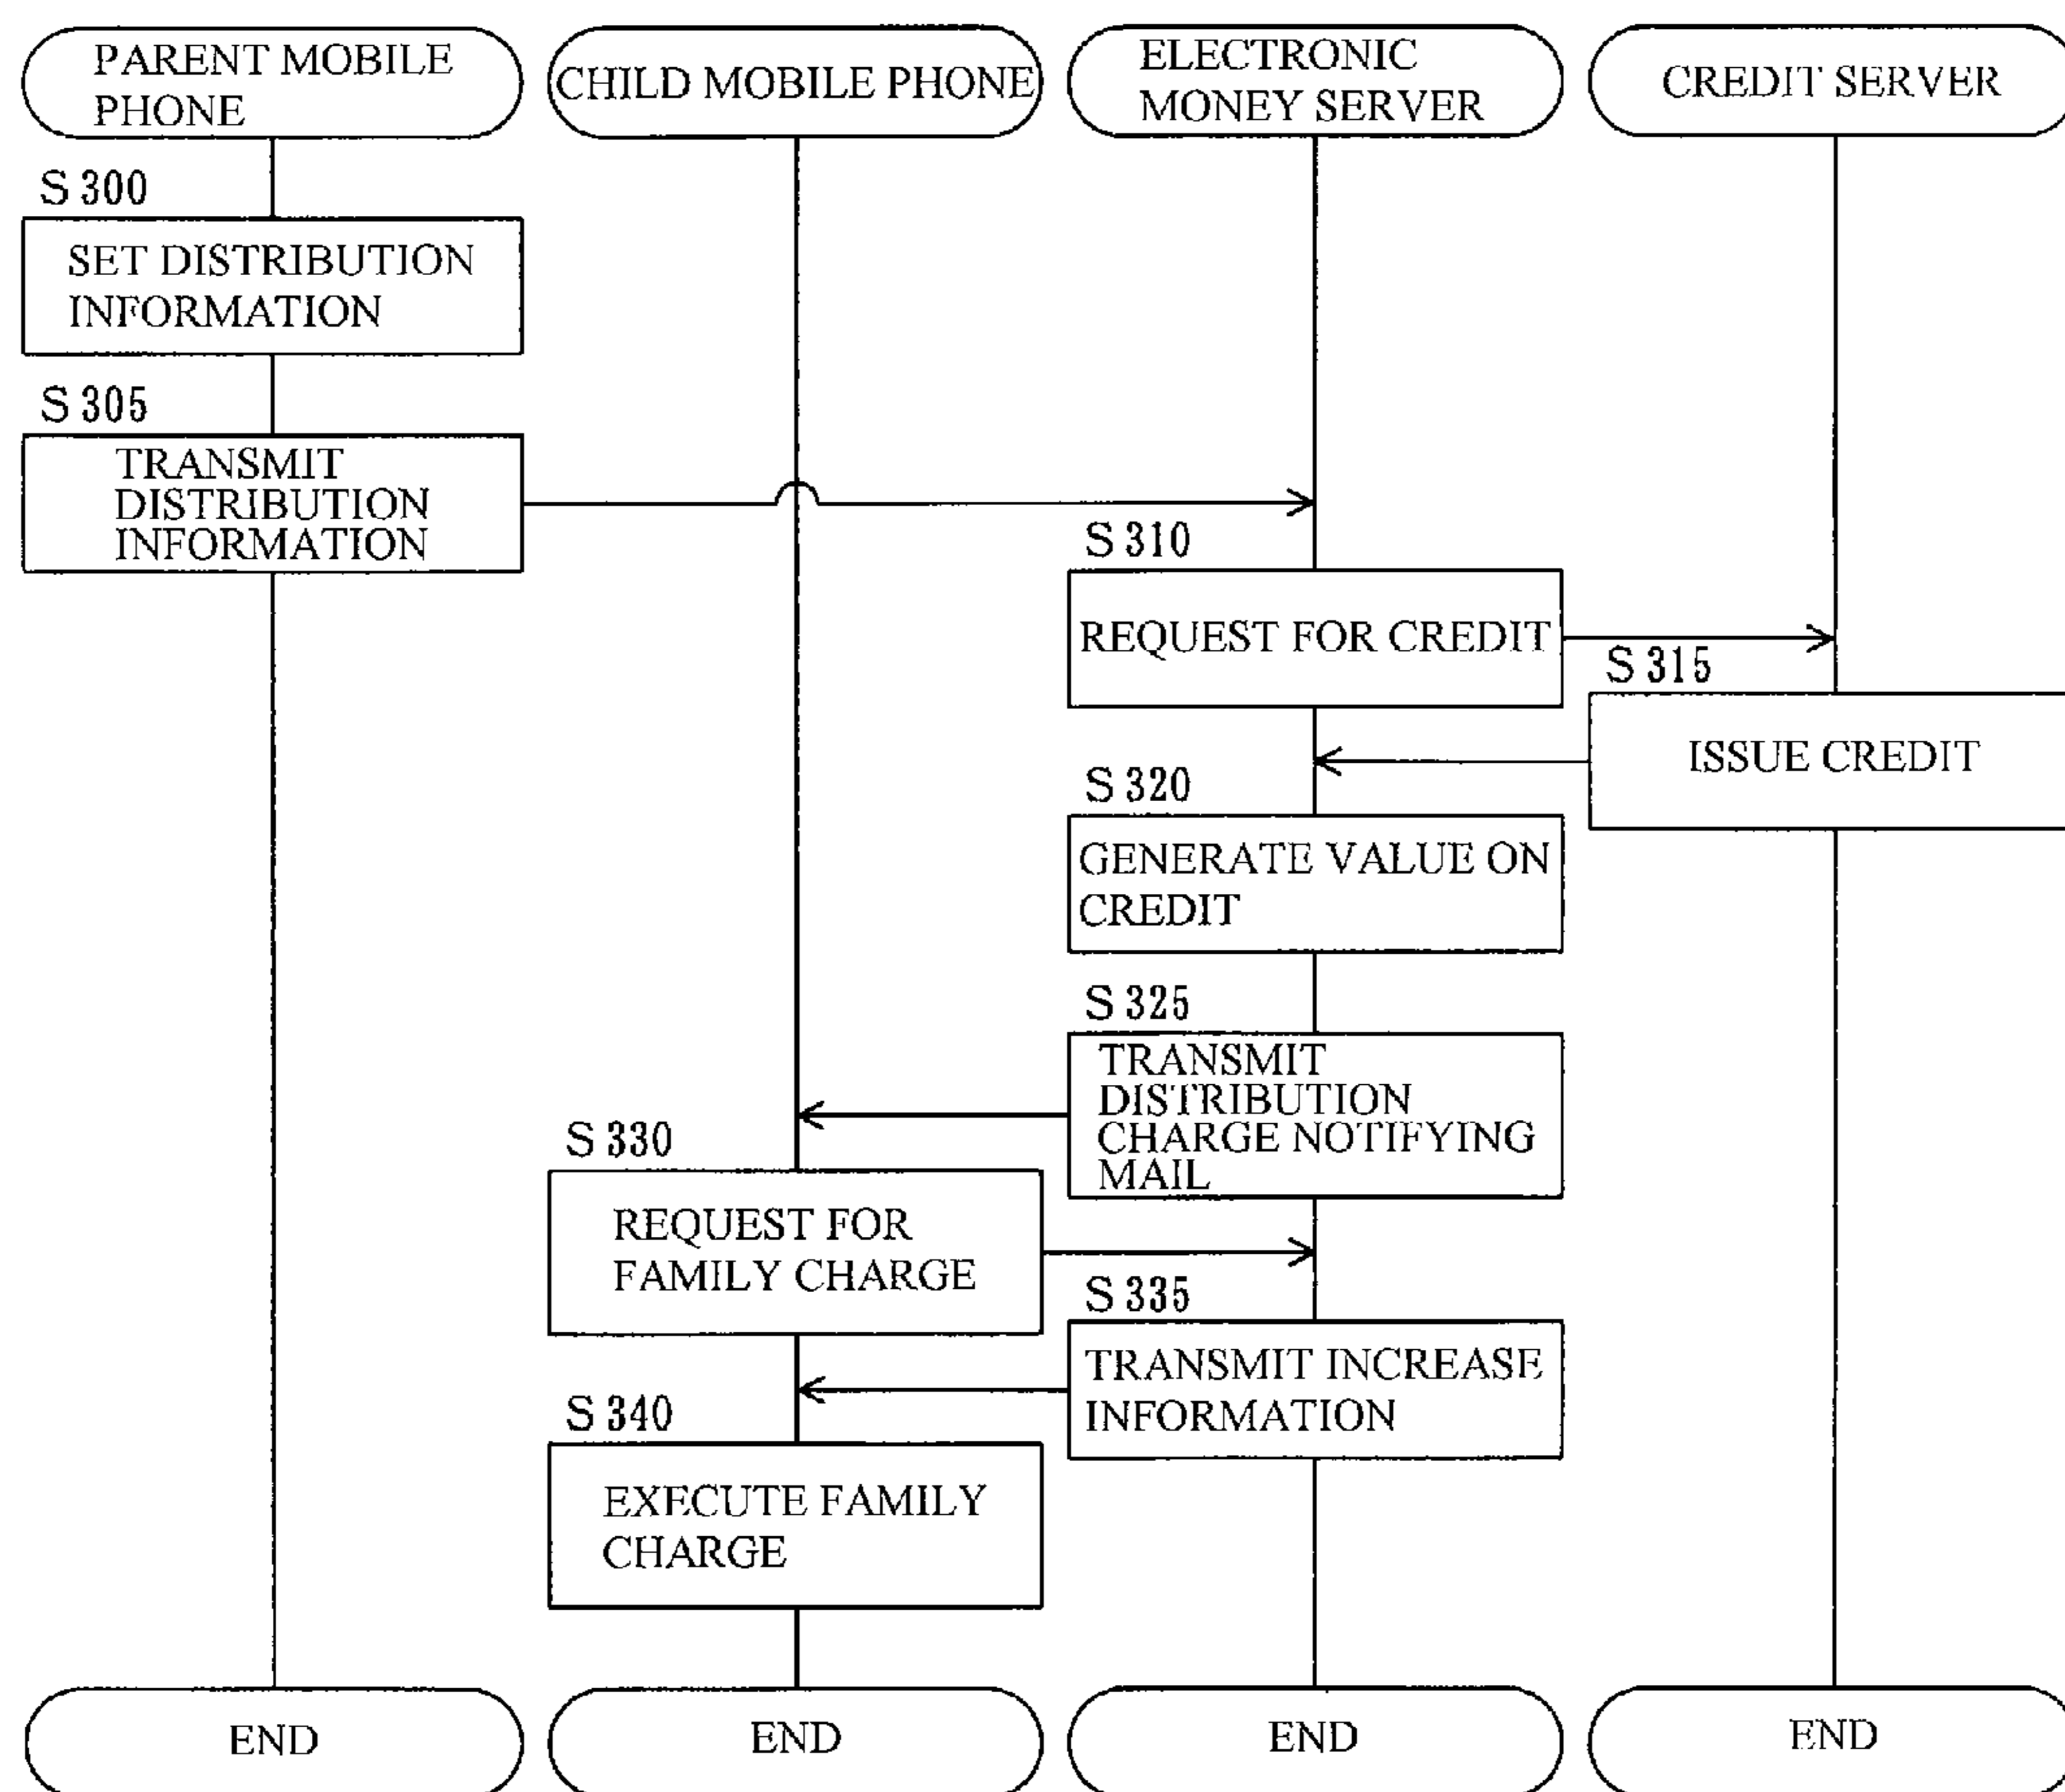 PARENT MOBILE
PHONE
CHILD MOBILE PHONE
ELECTRONIC
MONEY SERVER
CREDIT SERVER
S 300
SET DISTRIBUTION
INFORMATION
S 305
TRANSMIT
DISTRIBUTION
INFORMATION
S 310
REQUEST FOR CREDIT
S 315
ISSUE CREDIT
S 320
GENERATE VALUE ON
CREDIT
S 325
TRANSMIT
DISTRIBUTION
CHARGE NOTIFYING
MAIL
S 330
REQUEST FOR
FAMILY CHARGE
S 335
TRANSMIT INCREASE
INFORMATION
S 340
EXECUTE FAMILY
CHARGE
END
END
END
END